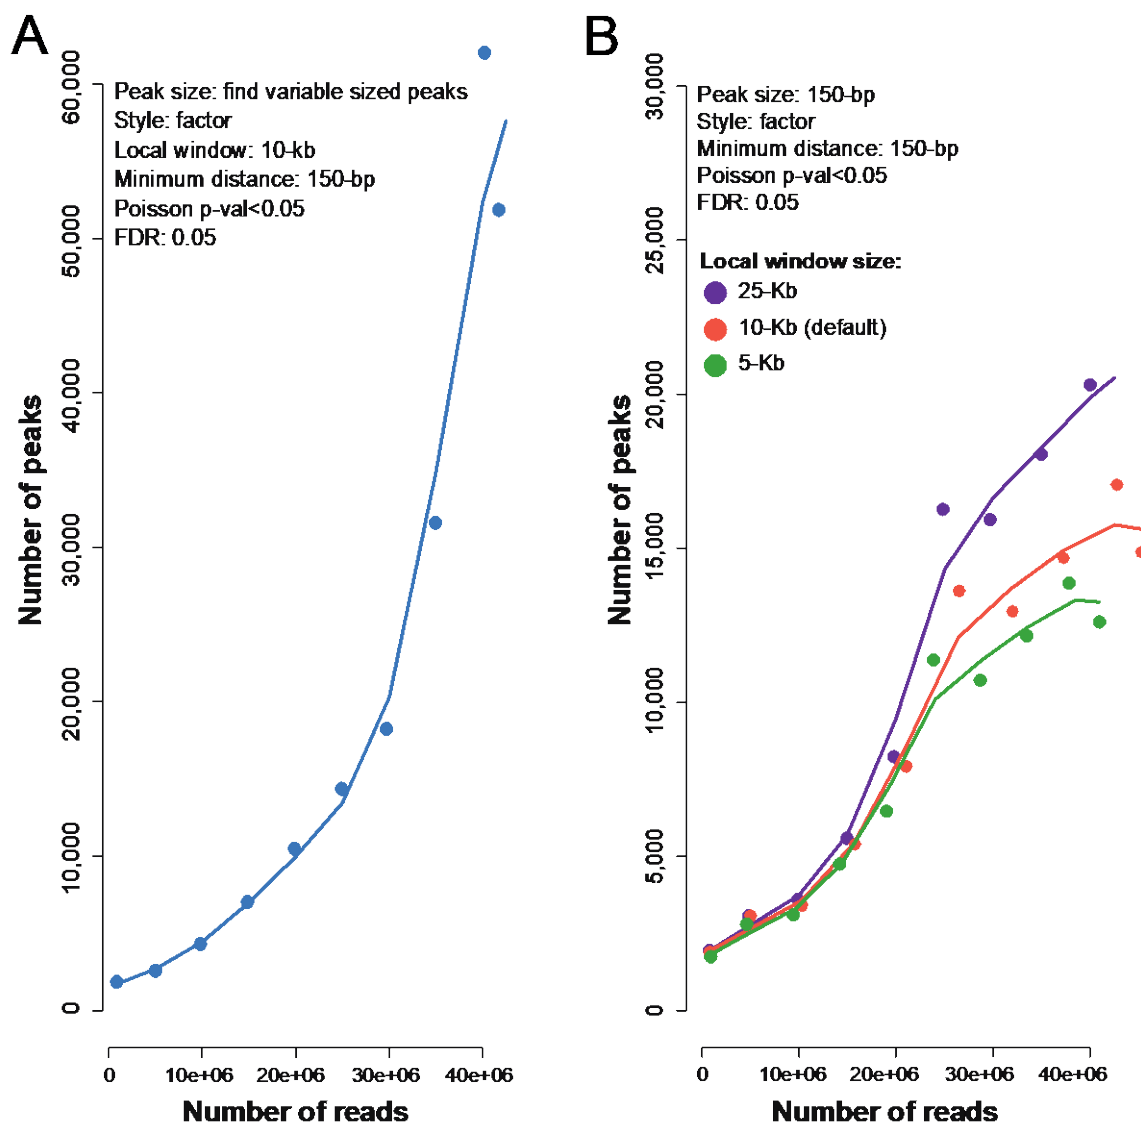 A
Peak size: find variable sized peaks
Style: factor
Local window: 10-kb
Minimum distance: 150-bp
Poisson p-val<0.05
FDR: 0.05
Number of peaks
60,000
50,000
40,000
30,000
20,000
10,000
0
0 10e+06 20e+06 30e+06 40e+06
Number of reads
B
Peak size: 150-bp
Style: factor
Minimum distance: 150-bp
Poisson p-val<0.05
FDR: 0.05
Local window size:
25-Kb
10-Kb (default)
5-Kb
Number of peaks
30,000
25,000
20,000
15,000
10,000
5,000
0
0 10e+06 20e+06 30e+06 40e+06
Number of reads